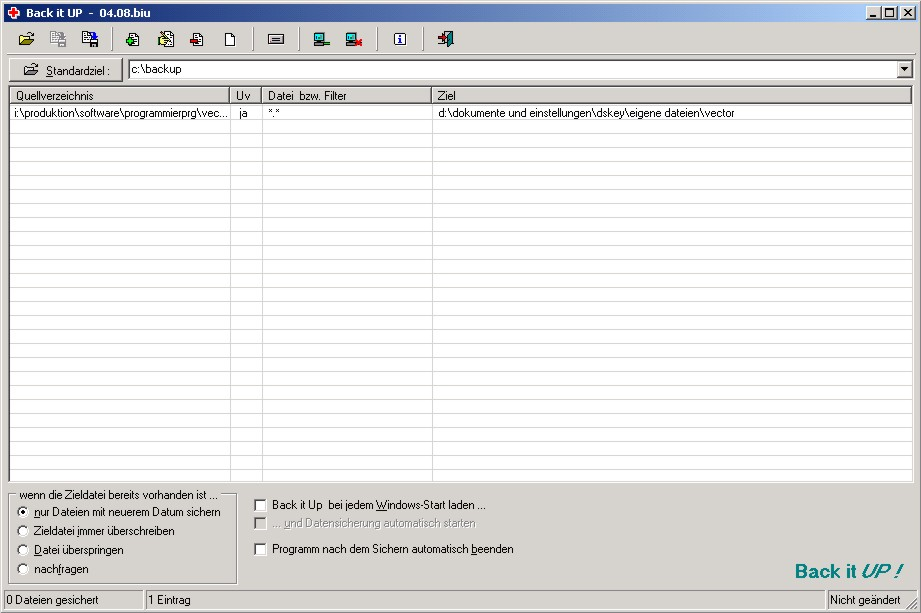 Back it UP - 04.08.biu
Standardziel :
c:\backup
Quellverzeichnis Uv Datei bzw. Filter Ziel
i:\produktion\software\programmierprg\vec... ja *.* d:\dokumente und einstellungen\dskey\eigene dateien\vector
wenn die Zieldatei bereits vorhanden ist ...
nur Dateien mit neuerem Datum sichern
Zieldatei immer überschreiben
Datei überspringen
nachfragen
Back it Up bei jedem Windows-Start laden ...
... und Datensicherung automatisch starten
Programm nach dem Sichern automatisch beenden
Back it UP !
0 Dateien gesichert
1 Eintrag
Nicht geändert